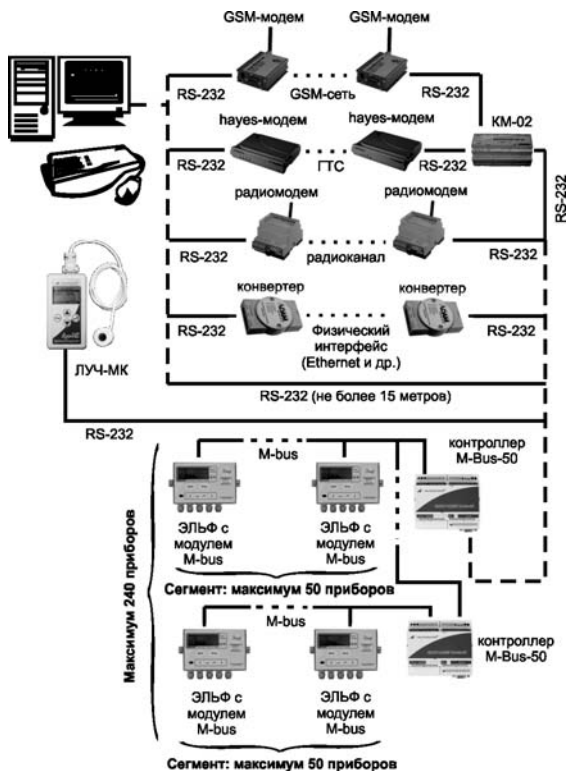 GSM-модем
GSM-модем
RS-232
GSM-сеть
RS-232
КМ-02
hayes-модем
hayes-модем
RS-232
ГТС
RS-232
RS-232
радиомодем
радиомодем
RS-232
радиоканал
RS-232
конвертер
конвертер
RS-232
Физический
интерфейс
(Ethernet и др.)
RS-232
ЛУЧ-МК
RS-232 (не более 15 метров)
RS-232
M-bus
контроллер
M-Bus-50
ЭЛЬФ с
модулем
M-bus
ЭЛЬФ с
модулем
M-bus
Сегмент: максимум 50 приборов
Максимум 240 приборов
M-bus
контроллер
M-Bus-50
ЭЛЬФ с
модулем
M-bus
ЭЛЬФ с
модулем
M-bus
Сегмент: максимум 50 приборов